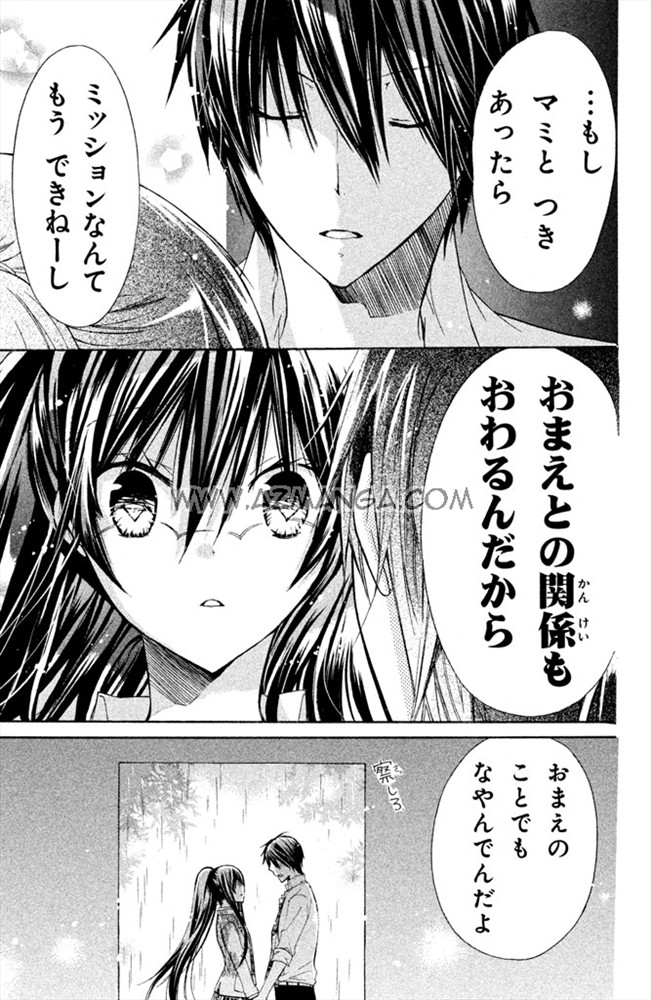 …もし
マミと つき
あったら
ミッションなんて
もう できねーし
おまえとの関係も
かん けい
おわるんだから
WWW.AZMANGA.COM
おまえの
ことでも
なやんでんだよ
察しろ
さっ